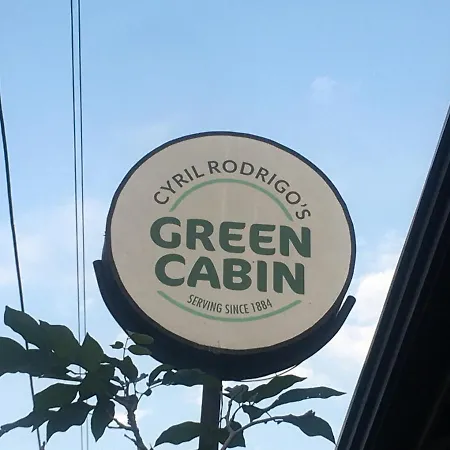 CYRIL RODRIGO'S
GREEN
CABIN
SERVING SINCE 1884